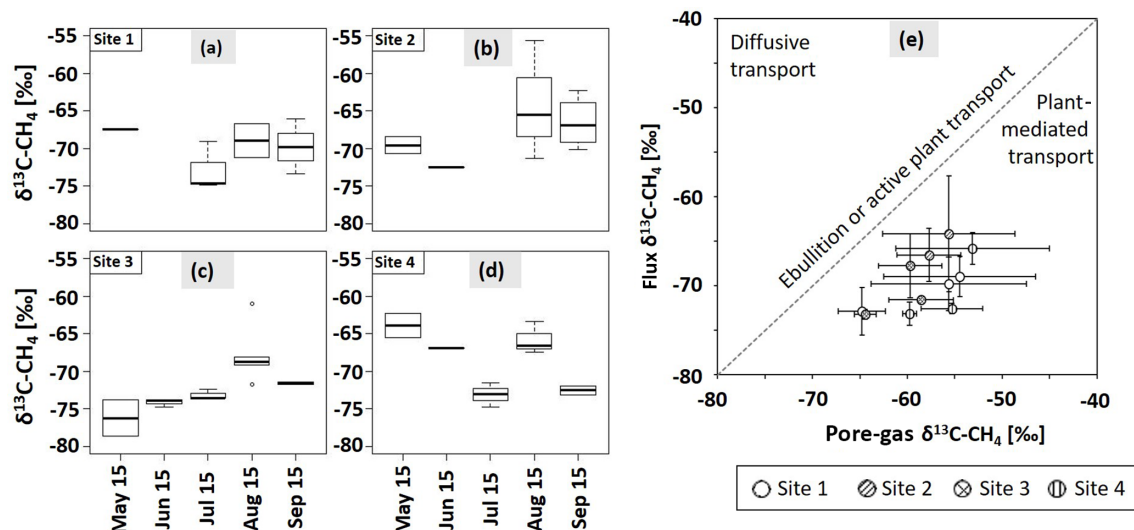 Site 1
(a)
-55
-60
-65
-70
-75
-80
δ13C-CH4 [‰]
Site 2
(b)
-55
-60
-65
-70
-75
-80
Site 3
(c)
-55
-60
-65
-70
-75
-80
δ13C-CH4 [‰]
May 15
Jun 15
Jul 15
Aug 15
Sep 15
Site 4
(d)
-55
-60
-65
-70
-75
-80
May 15
Jun 15
Jul 15
Aug 15
Sep 15
(e)
Diffusive
transport
Ebullition or active plant transport
Plant-
mediated
transport
-40
-50
-60
-70
-80
Flux δ13C-CH4 [‰]
-80
-70
-60
-50
-40
Pore-gas δ13C-CH4 [‰]
Site 1
Site 2
Site 3
Site 4